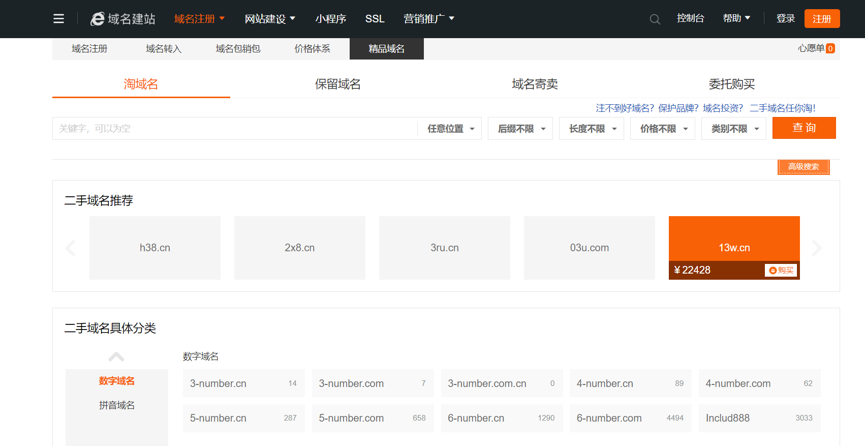 域名建站 域名注册 网站建设 小程序 SSL 营销推广 控制台 帮助 登录 注册
域名注册 域名转入 域名包销包 价格体系 精品域名 心愿单 0
淘域名 保留域名 域名寄卖 委托购买
注不到好域名？保护品牌？域名投资？ 二手域名任你淘！
关键字，可以为空 任意位置 后缀不限 长度不限 价格不限 类别不限 查 询
高级搜索
二手域名推荐
h38.cn 2x8.cn 3ru.cn 03u.com 13w.cn
¥22428 购买
二手域名具体分类
数字域名
数字域名
拼音域名
3-number.cn 14 3-number.com 7 3-number.com.cn 0 4-number.cn 89 4-number.com 62
5-number.cn 287 5-number.com 658 6-number.cn 1290 6-number.com 4494 Includ888 3033